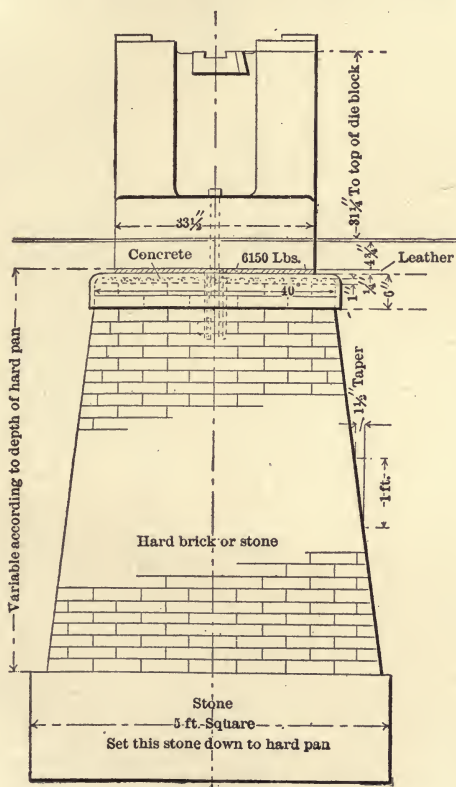 31¼″ To top of die block
33½″
4¾″
Concrete
6150 Lbs.
Leather
40″
1″
¼″
6″
1½″ Taper
1 ft.
Variable according to depth of hard pan
Hard brick or stone
Stone
5 ft. Square
Set this stone down to hard pan